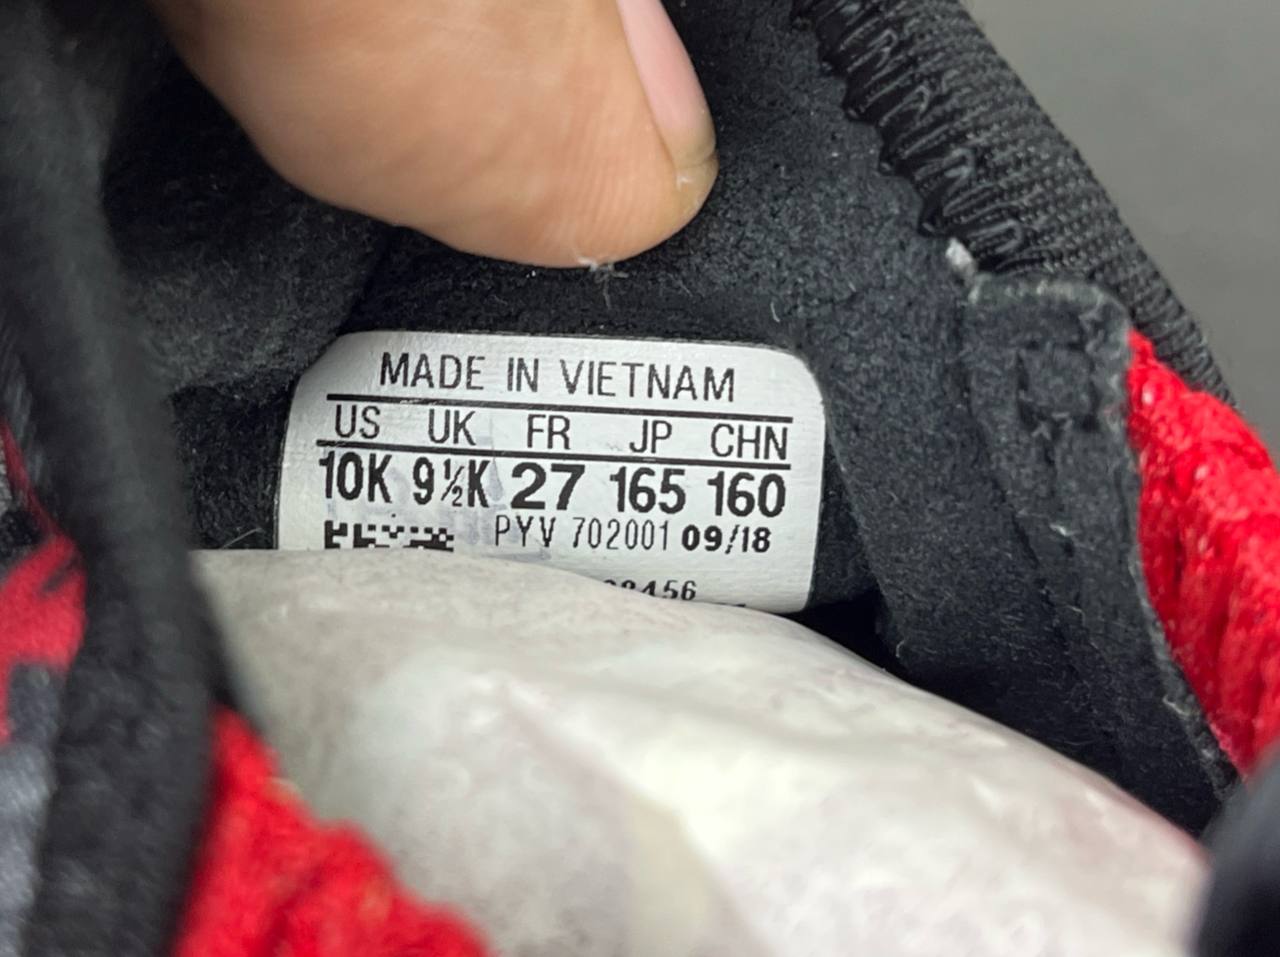 MADE IN VIETNAM
US UK FR JP CHN
10K 9½K 27 165 160
PYV 702001 09/18